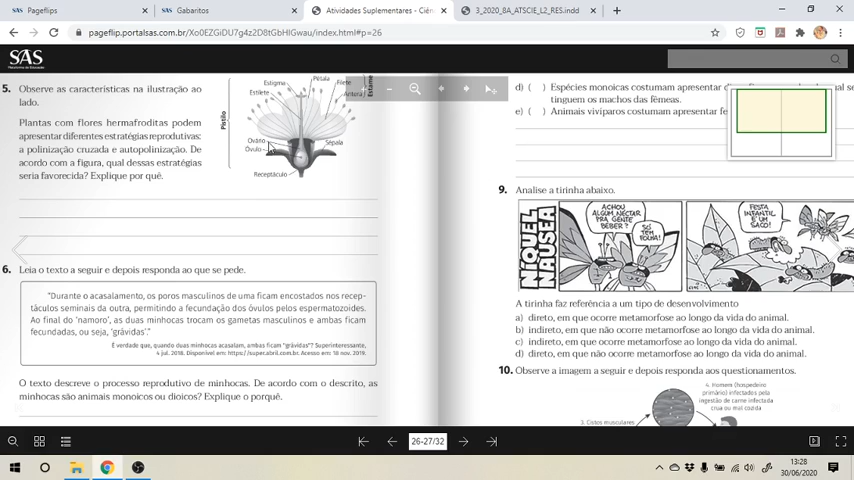 Pageflips
Gabaritos
Atividades Suplementares - Ciên
3_2020_8A_ATSCIE_L2_RES.indd
pageflip.portalsas.com.br/Xo0EZGiDU7g4z2D8tGbHIGwau/index.html#p=26
SAS
5. Observe as características na ilustração ao
lado.
Plantas com flores hermafroditas podem
apresentar diferentes estratégias reprodutivas:
a polinização cruzada e autopolinização. De
acordo com a figura, qual dessas estratégias
seria favorecida? Explique por quê.
Pistilo
Estigma
Estilete
Pétala
Filete
Antera
Estame
Ovário
Óvulo
Sépala
Receptáculo
6. Leia o texto a seguir e depois responda ao que se pede.
"Durante o acasalamento, os poros masculinos de uma ficam encostados nos recep-
táculos seminais da outra, permitindo a fecundação dos óvulos pelos espermatozoides.
Ao final do 'namoro', as duas minhocas trocam os gametas masculinos e ambas ficam
fecundadas, ou seja, 'grávidas'."
É verdade que, quando duas minhocas acasalam, ambas ficam "grávidas"? Superinteressante,
4 jul. 2018. Disponível em: https://super.abril.com.br. Acesso em: 18 nov. 2019.
O texto descreve o processo reprodutivo de minhocas. De acordo com o descrito, as
minhocas são animais monoicos ou dioicos? Explique o porquê.
d) ( ) Espécies monoicas costumam apresentar
tinguem os machos das fêmeas.
e) ( ) Animais vivíparos costumam apresentar
9. Analise a tirinha abaixo.
NÍQUEL
NAUSEA
ACHOU
ALGUM NÉCTAR
PRA GENTE
BEBER?
SÓ
TEM
FOLHA!
FESTA
INFANTIL
É UM
SACO!
A tirinha faz referência a um tipo de desenvolvimento
a) direto, em que ocorre metamorfose ao longo da vida do animal.
b) indireto, em que não ocorre metamorfose ao longo da vida do animal.
c) indireto, em que ocorre metamorfose ao longo da vida do animal.
d) direto, em que não ocorre metamorfose ao longo da vida do animal.
10. Observe a imagem a seguir e depois responda aos questionamentos.
4. Homem (hospedeiro
primário) infectados pela
ingestão de carne infectada
crua ou mal cozida
3. Cistos musculares
26-27/32
13:28
30/06/2020